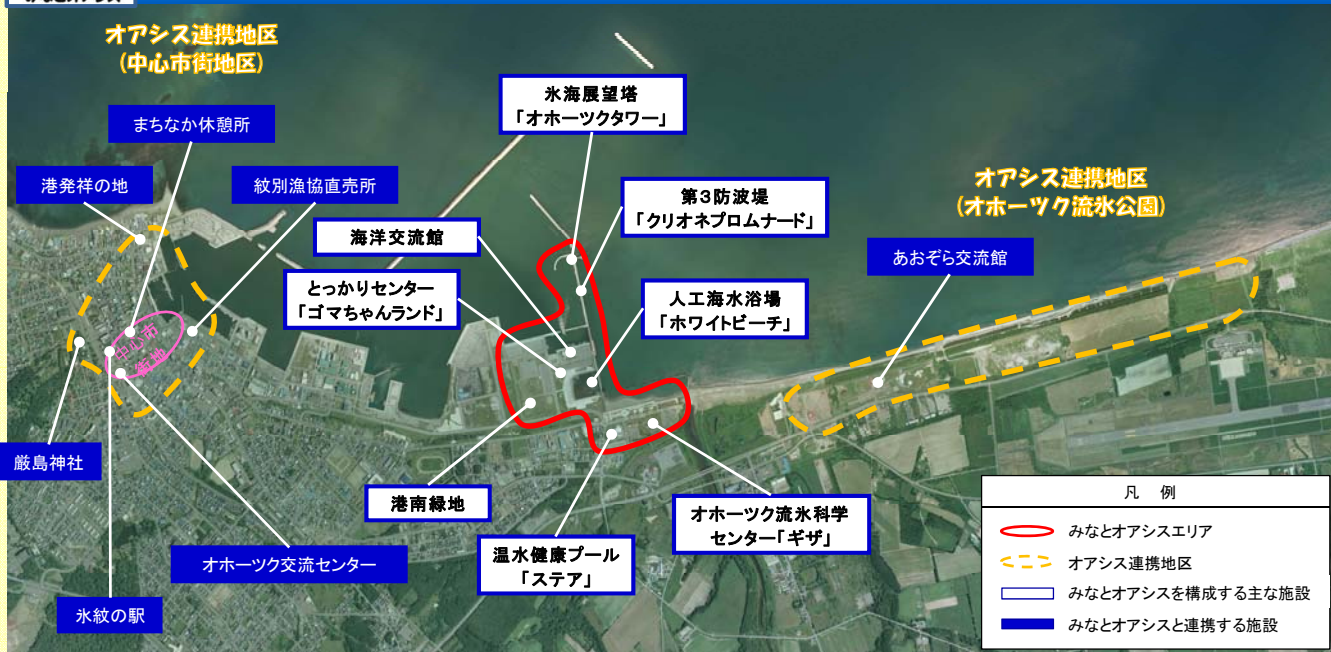 オアシス連携地区
(中心市街地区)
まちなか休憩所
港発祥の地
紋別漁協直売所
中心市
街地
厳島神社
氷紋の駅
オホーツク交流センター
氷海展望塔
「オホーツクタワー」
第3防波堤
「クリオネプロムナード」
海洋交流館
とっかりセンター
「ゴマちゃんランド」
人工海水浴場
「ホワイトビーチ」
港南緑地
温水健康プール
「ステア」
オホーツク流氷科学
センター「ギザ」
オアシス連携地区
(オホーツク流氷公園)
あおぞら交流館
凡 例
みなとオアシスエリア
オアシス連携地区
みなとオアシスを構成する主な施設
みなとオアシスと連携する施設